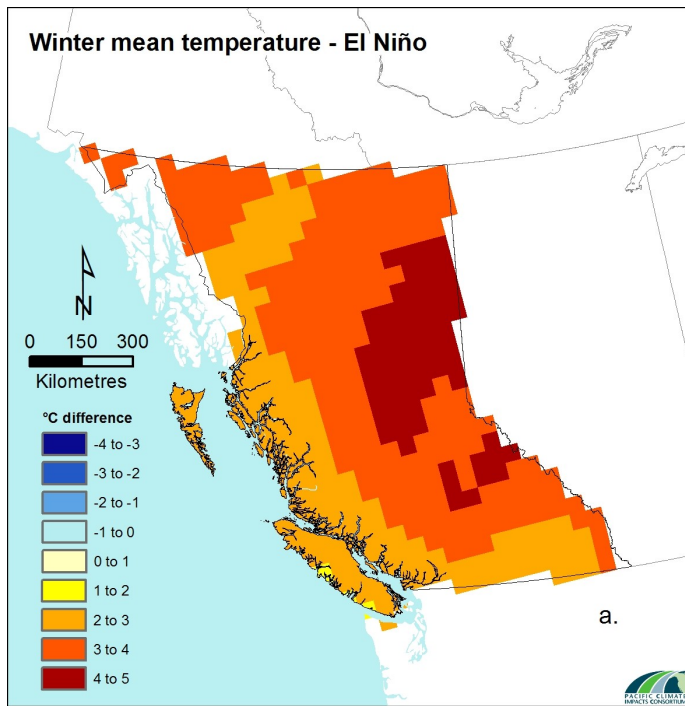 Winter mean temperature - El Niño
N
0 150 300
Kilometres
°C difference
-4 to -3
-3 to -2
-2 to -1
-1 to 0
0 to 1
1 to 2
2 to 3
3 to 4
4 to 5
a.
PACIFIC CLIMATE
IMPACTS CONSORTIUM